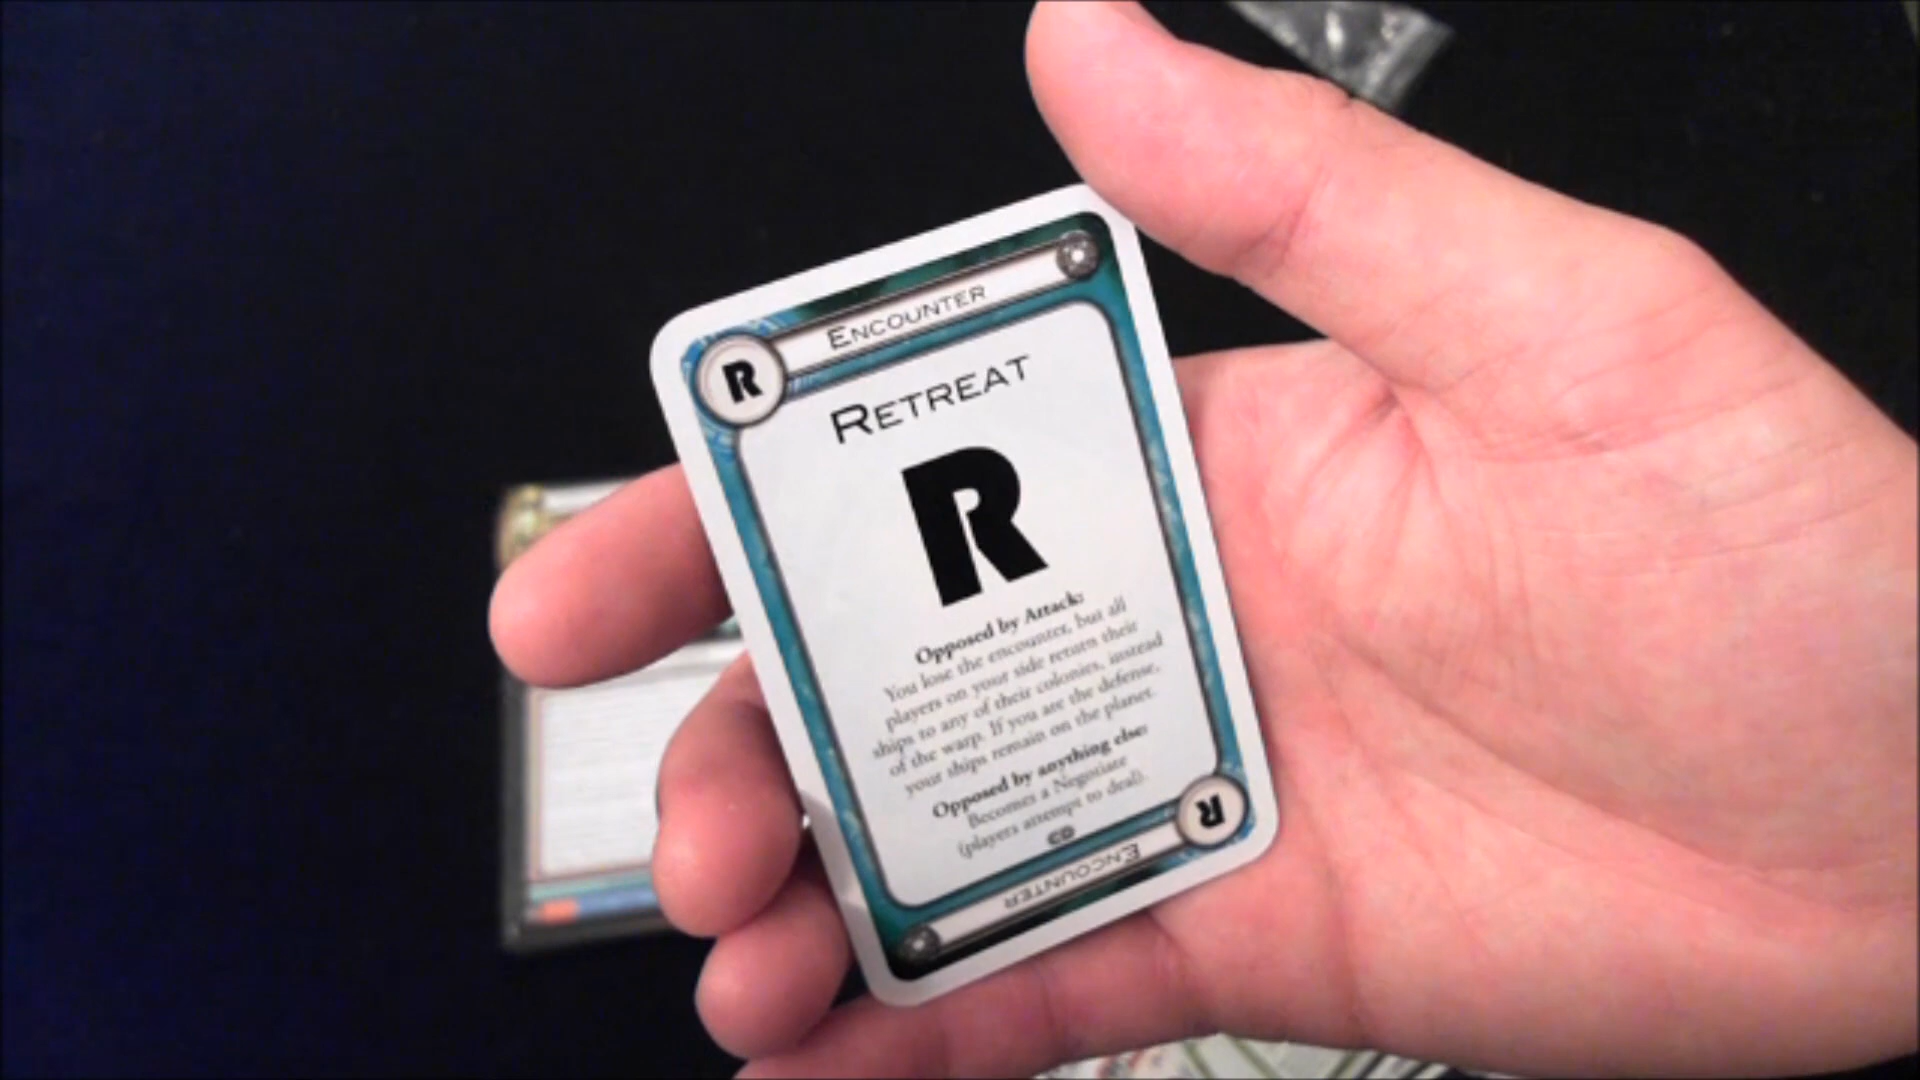 ENCOUNTER
R
RETREAT
R
Opposed by Attack:
You lose the encounter, but all
players on your side return their
ships to any of their colonies, instead
of the warp. If you are the defense,
your ships remain on the planet.
Opposed by anything else:
Becomes a Negotiate
(players attempt to deal).
R
ENCOUNTER